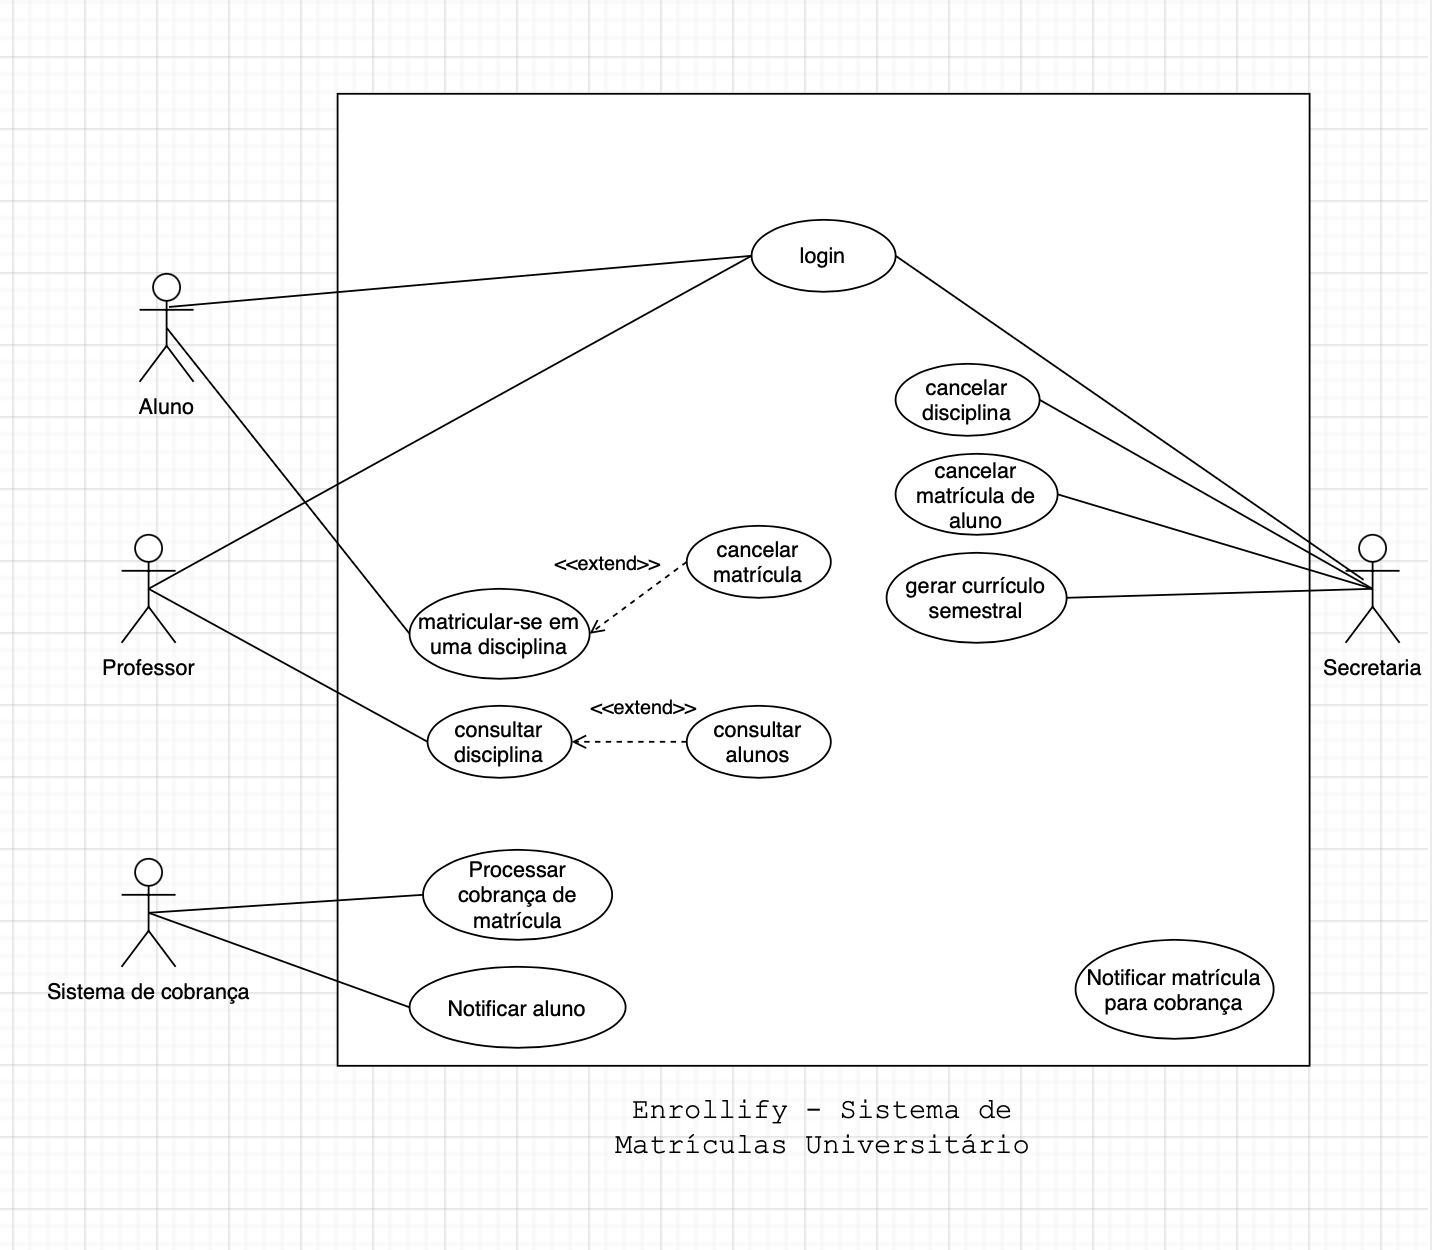 login
Aluno
cancelar
disciplina
cancelar
matrícula de
aluno
Professor
<<extend>>
cancelar
matrícula
gerar currículo
semestral
matricular-se em
uma disciplina
Secretaria
consultar
disciplina
<<extend>>
consultar
alunos
Processar
cobrança de
matrícula
Sistema de cobrança
Notificar aluno
Notificar matrícula
para cobrança
Enrollify - Sistema de
Matrículas Universitário